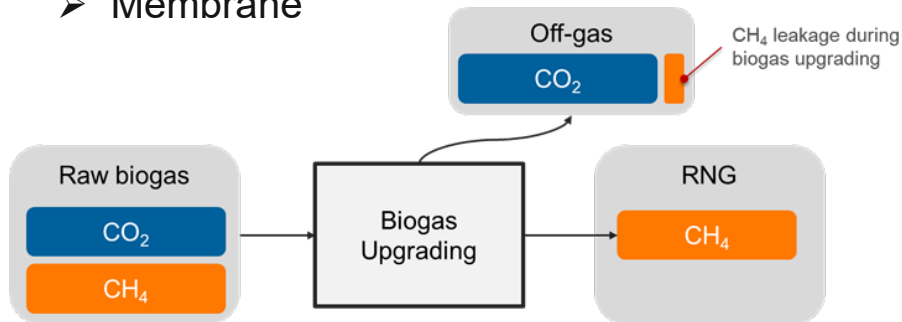 ➢ Membrane
Off-gas
CO₂
CH₄ leakage during
biogas upgrading
Raw biogas
CO₂
CH₄
Biogas
Upgrading
RNG
CH₄